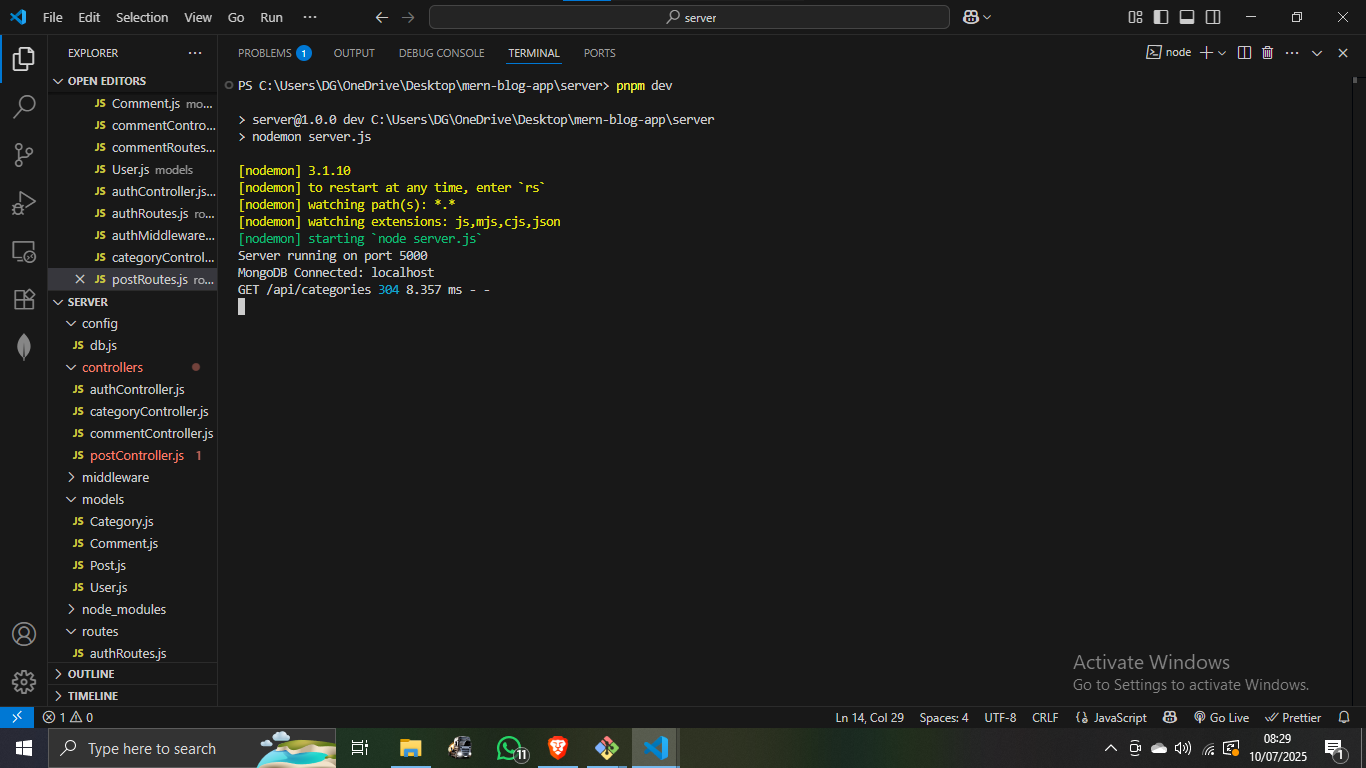 File Edit Selection View Go Run ··· server
EXPLORER ···
OPEN EDITORS
JS Comment.js mo...
JS commentContro...
JS commentRoutes...
JS User.js models
JS authController.js...
JS authRoutes.js ro...
JS authMiddleware...
JS categoryControl...
JS postRoutes.js ro...
SERVER
config
JS db.js
controllers
JS authController.js
JS categoryController.js
JS commentController.js
JS postController.js 1
middleware
models
JS Category.js
JS Comment.js
JS Post.js
JS User.js
node_modules
routes
JS authRoutes.js
OUTLINE
TIMELINE
PROBLEMS 1 OUTPUT DEBUG CONSOLE TERMINAL PORTS node
PS C:\Users\DG\OneDrive\Desktop\mern-blog-app\server> pnpm dev
> server@1.0.0 dev C:\Users\DG\OneDrive\Desktop\mern-blog-app\server
> nodemon server.js
[nodemon] 3.1.10
[nodemon] to restart at any time, enter `rs`
[nodemon] watching path(s): *.*
[nodemon] watching extensions: js,mjs,cjs,json
[nodemon] starting `node server.js`
Server running on port 5000
MongoDB Connected: localhost
GET /api/categories 304 8.357 ms - -
Activate Windows
Go to Settings to activate Windows.
1 0 Ln 14, Col 29 Spaces: 4 UTF-8 CRLF JavaScript Go Live Prettier
Type here to search 11 08:29
10/07/2025 1